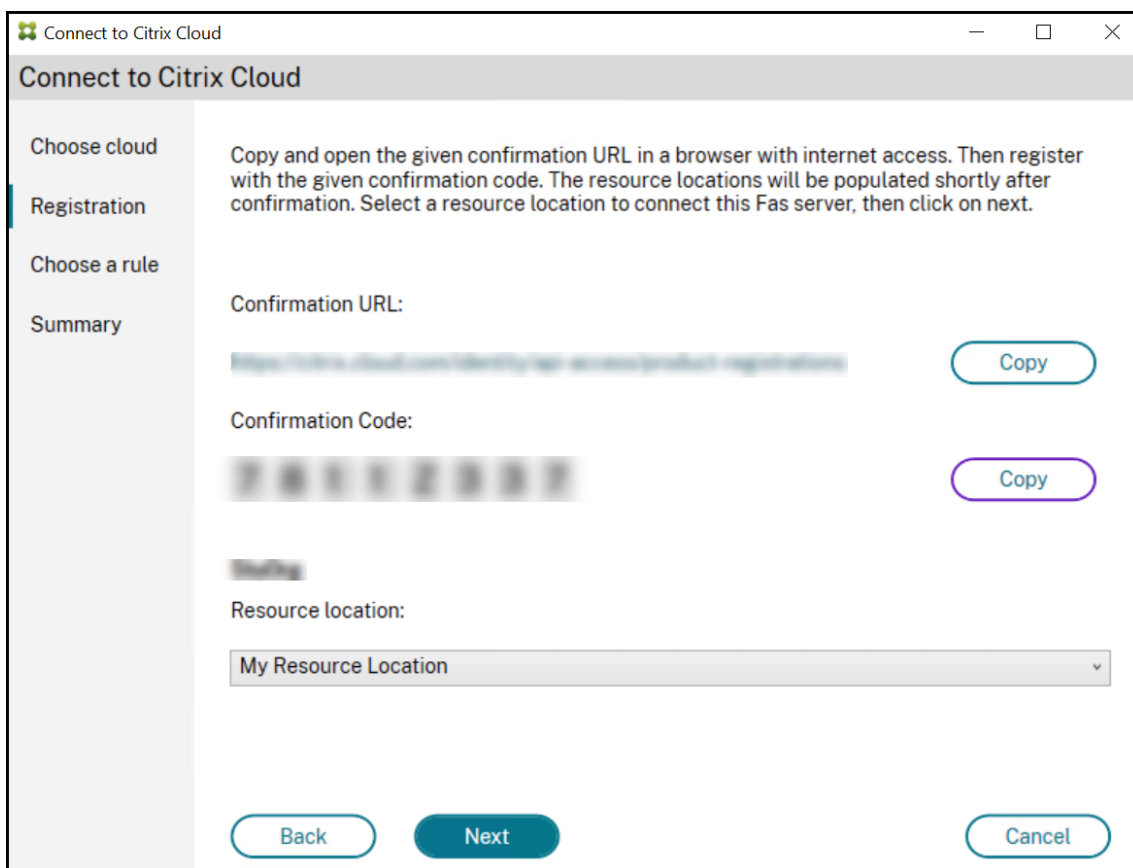 Connect to Citrix Cloud
Connect to Citrix Cloud
Choose cloud
Registration
Choose a rule
Summary
Copy and open the given confirmation URL in a browser with internet access. Then register
with the given confirmation code. The resource locations will be populated shortly after
confirmation. Select a resource location to connect this Fas server, then click on next.
Confirmation URL:
Copy
Confirmation Code:
Copy
Resource location:
My Resource Location
Back
Next
Cancel